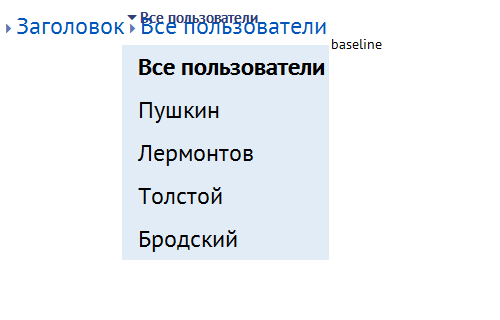 Заголовок Все пользователи
Все пользователи
baseline
Все пользователи
Пушкин
Лермонтов
Толстой
Бродский